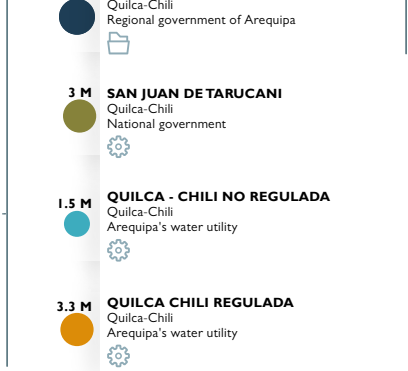 Quilca-Chili
Regional government of Arequipa
3 M
SAN JUAN DE TARUCANI
Quilca-Chili
National government
1.5 M
QUILCA - CHILI NO REGULADA
Quilca-Chili
Arequipa's water utility
3.3 M
QUILCA CHILI REGULADA
Quilca-Chili
Arequipa's water utility